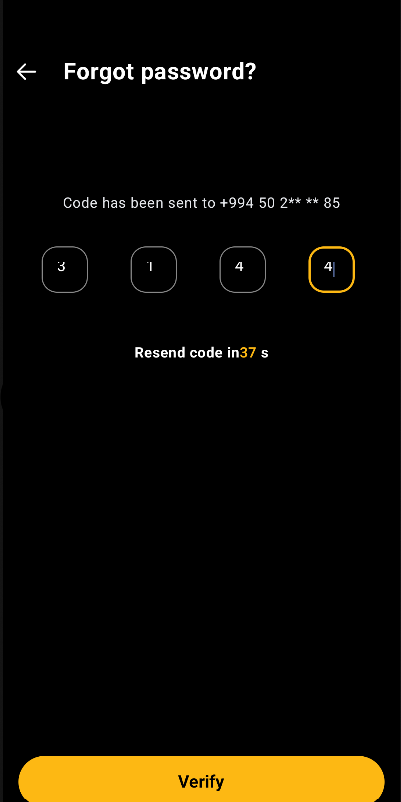 Forgot password?
Code has been sent to +994 50 2** ** 85
3 1 4 4
Resend code in37 s
Verify